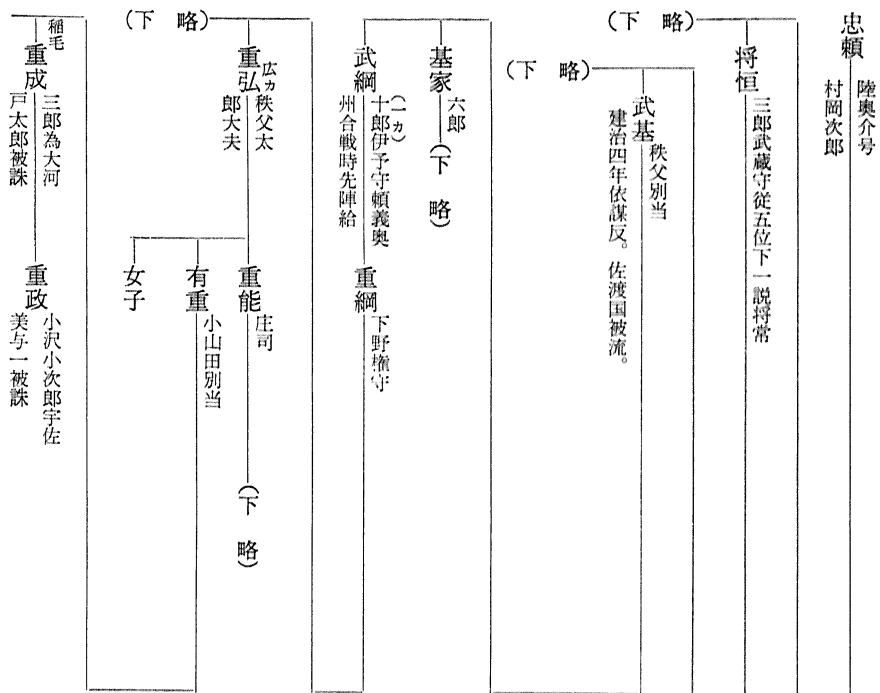 忠頼
陸奥介号
村岡次郎
将恒
三郎武蔵守従五位下一説将常
(下 略)
武基
秩父別当
建治四年依謀反。佐渡国被流。
(下 略)
基家
六郎
(下 略)
武綱
(一カ)
十郎伊予守頼義奥
州合戦時先陣給
重綱
下野権守
重弘
広カ
秩父太
郎大夫
(下 略)
重能
庄司
(下 略)
有重
小山田別当
女子
稲毛
重成
三郎為大河
戸太郎被誅
重政
小沢小次郎宇佐
美与一被誅